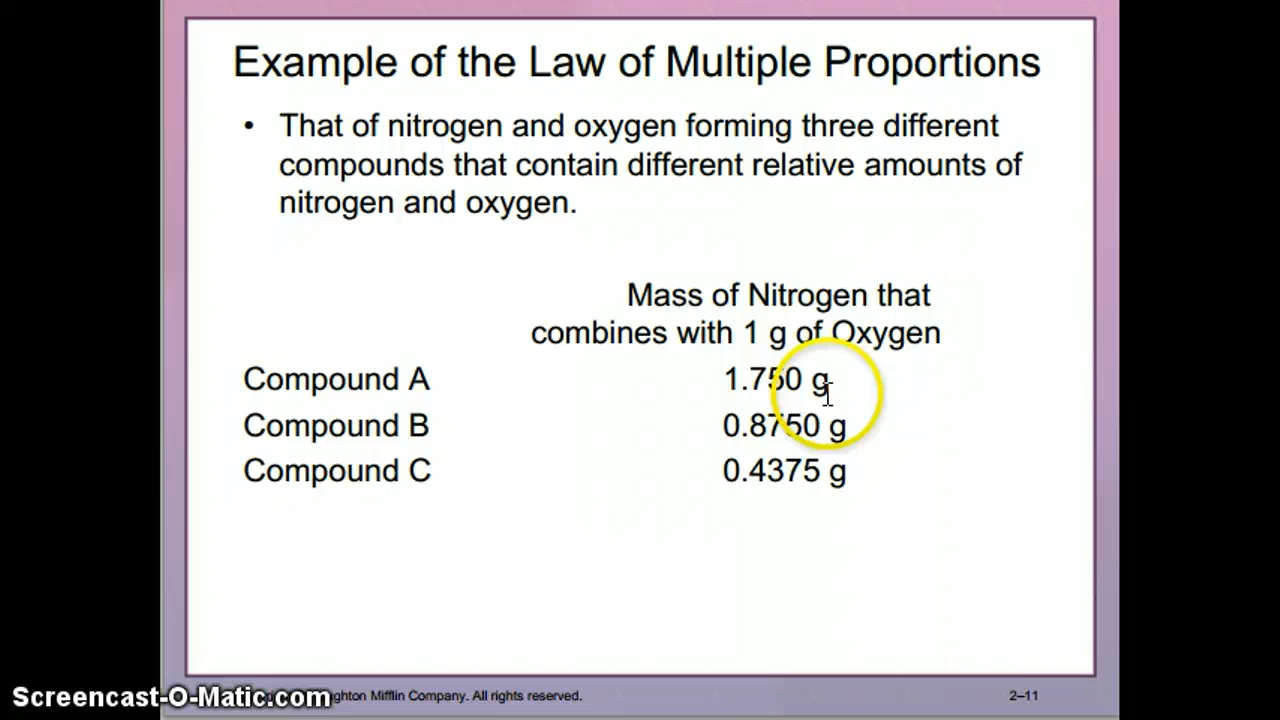 Example of the Law of Multiple Proportions
• That of nitrogen and oxygen forming three different
compounds that contain different relative amounts of
nitrogen and oxygen.
Mass of Nitrogen that
combines with 1 g of Oxygen
Compound A 1.750 g
Compound B 0.8750 g
Compound C 0.4375 g
Screencast-O-Matic.com Mifflin Company. All rights reserved. 2–11